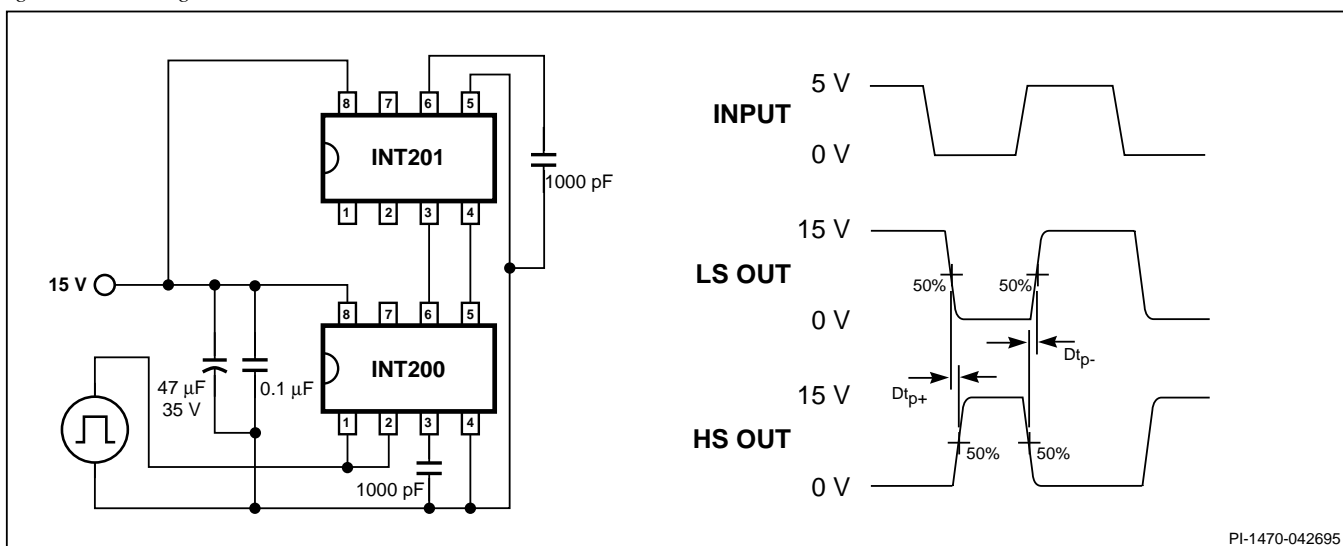 8 7 6 5
INT201
1000 pF
1 2 3 4
15 V
8 7 6 5
INT200
47 µF
35 V
0.1 µF
1 2 3 4
1000 pF
INPUT
5 V
0 V
LS OUT
15 V
50%
50%
0 V
Dtp-
Dtp+
HS OUT
15 V
50%
50%
0 V
PI-1470-042695